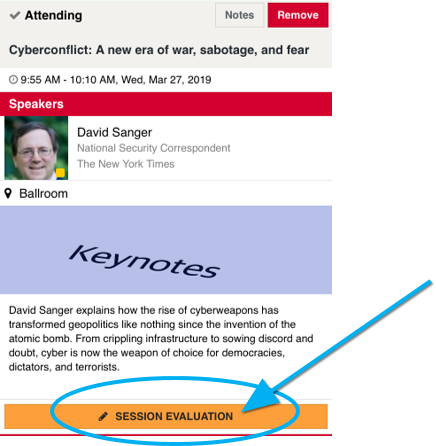 Attending
Notes
Remove
Cyberconflict: A new era of war, sabotage, and fear
9:55 AM - 10:10 AM, Wed, Mar 27, 2019
Speakers
David Sanger
National Security Correspondent
The New York Times
Ballroom
Keynotes
David Sanger explains how the rise of cyberweapons has
transformed geopolitics like nothing since the invention of the
atomic bomb. From crippling infrastructure to sowing discord and
doubt, cyber is now the weapon of choice for democracies,
dictators, and terrorists.
SESSION EVALUATION